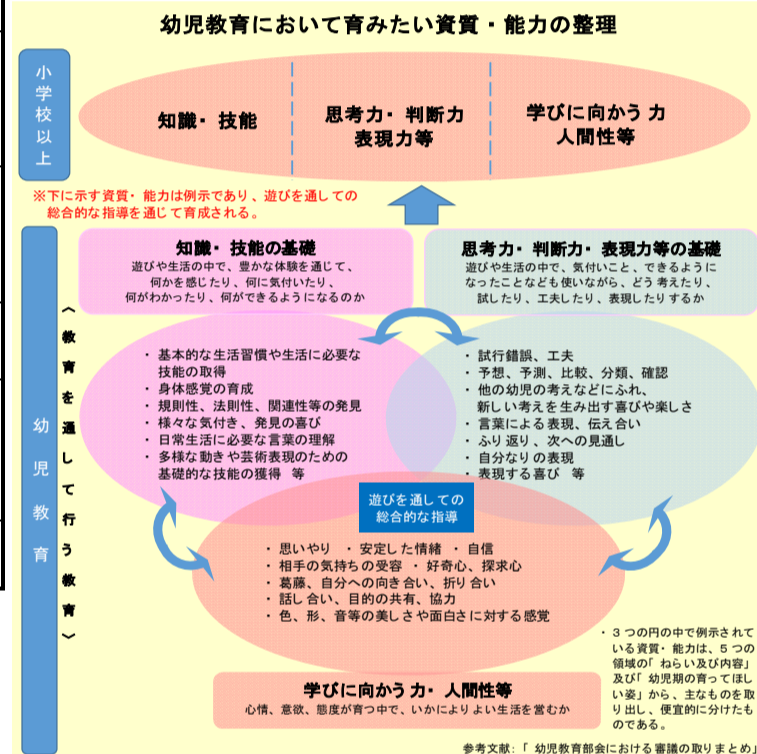 幼児教育において育みたい資質・能力の整理
小学校以上
知識・技能
思考力・判断力
表現力等
学びに向かう力
人間性等
※下に示す資質・能力は例示であり、遊びを通しての
総合的な指導を通じて育成される。
幼児教育
〈教育を通して行う教育〉
知識・技能の基礎
遊びや生活の中で、豊かな体験を通じて、
何かを感じたり、何に気付いたり、
何がわかったり、何ができるようになるのか
思考力・判断力・表現力等の基礎
遊びや生活の中で、気付いこと、できるように
なったことなども使いながら、どう考えたり、
試したり、工夫したり、表現したりするか
・基本的な生活習慣や生活に必要な
技能の取得
・身体感覚の育成
・規則性、法則性、関連性等の発見
・様々な気付き、発見の喜び
・日常生活に必要な言葉の理解
・多様な動きや芸術表現のための
基礎的な技能の獲得 等
・試行錯誤、工夫
・予想、予測、比較、分類、確認
・他の幼児の考えなどにふれ、
新しい考えを生み出す喜びや楽しさ
・言葉による表現、伝え合い
・ふり返り、次への見通し
・自分なりの表現
・表現する喜び 等
遊びを通しての
総合的な指導
・思いやり ・安定した情緒 ・自信
・相手の気持ちの受容 ・好奇心、探求心
・葛藤、自分への向き合い、折り合い
・話し合い、目的の共有、協力
・色、形、音等の美しさや面白さに対する感覚
学びに向かう力・人間性等
心情、意欲、態度が育つ中で、いかによりよい生活を営むか
・3つの円の中で例示されて
いる資質・能力は、5つの
領域の「ねらい及び内容」
及び「幼児期の育ってほし
い姿」から、主なものを取
り出し、便宜的に分けたも
のである。
参考文献：「幼児教育部会における審議の取りまとめ」